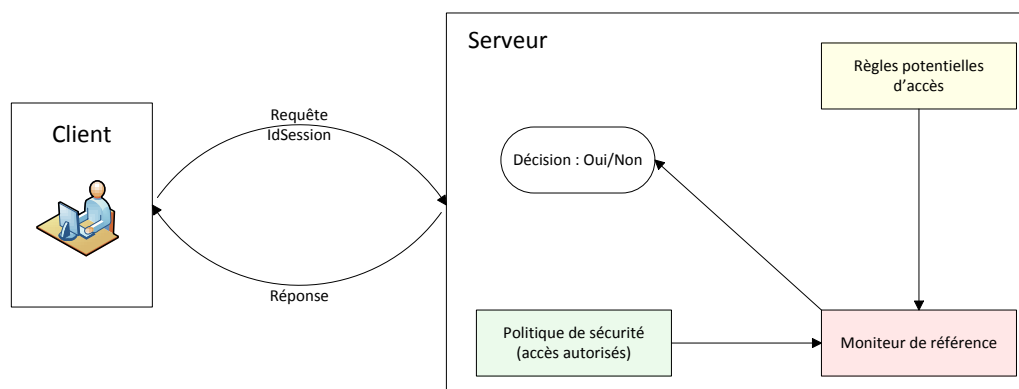 Serveur
Règles potentielles
d'accès
Client
Requête
IdSession
Décision : Oui/Non
Réponse
Politique de sécurité
(accès autorisés)
Moniteur de référence